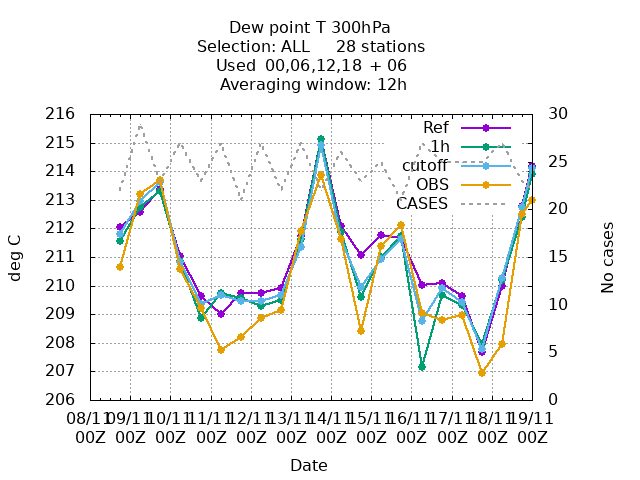 Dew point T 300hPa
Selection: ALL     28 stations
Used  00,06,12,18 + 06
Averaging window: 12h
216
215
214
213
212
211
210
209
208
207
206
deg C
30
25
20
15
10
5
0
No cases
Ref
1h
cutoff
OBS
CASES
08/11 09/11 10/11 11/11 12/11 13/11 14/11 15/11 16/11 17/11 18/11 19/11
00Z 00Z 00Z 00Z 00Z 00Z 00Z 00Z 00Z 00Z 00Z 00Z
Date